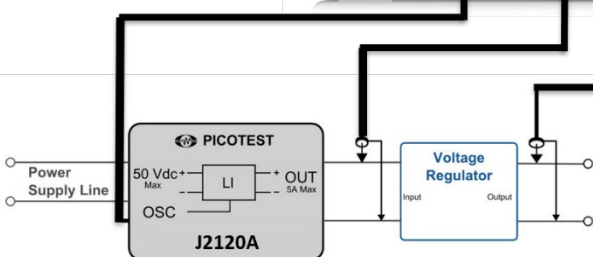 PICOTEST
Power
Supply Line
50 Vdc+
Max
-
LI
+ OUT
- 5A Max
OSC
J2120A
Voltage
Regulator
Input Output